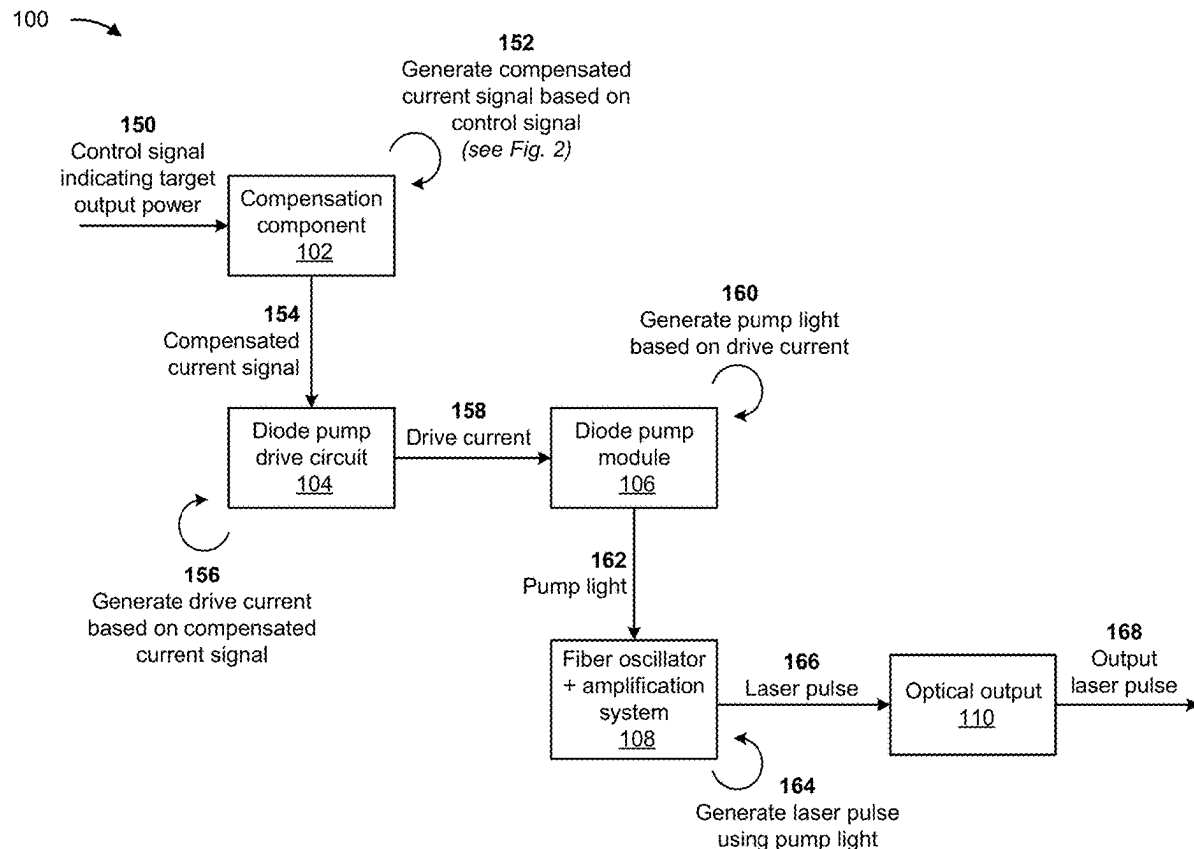 100
152
Generate compensated
current signal based on
control signal
(see Fig. 2)
150
Control signal
indicating target
output power
Compensation
component
102
154
Compensated
current signal
160
Generate pump light
based on drive current
Diode pump
drive circuit
104
158
Drive current
Diode pump
module
106
156
Generate drive current
based on compensated
current signal
162
Pump light
Fiber oscillator
+ amplification
system
108
166
Laser pulse
Optical output
110
168
Output
laser pulse
164
Generate laser pulse
using pump light